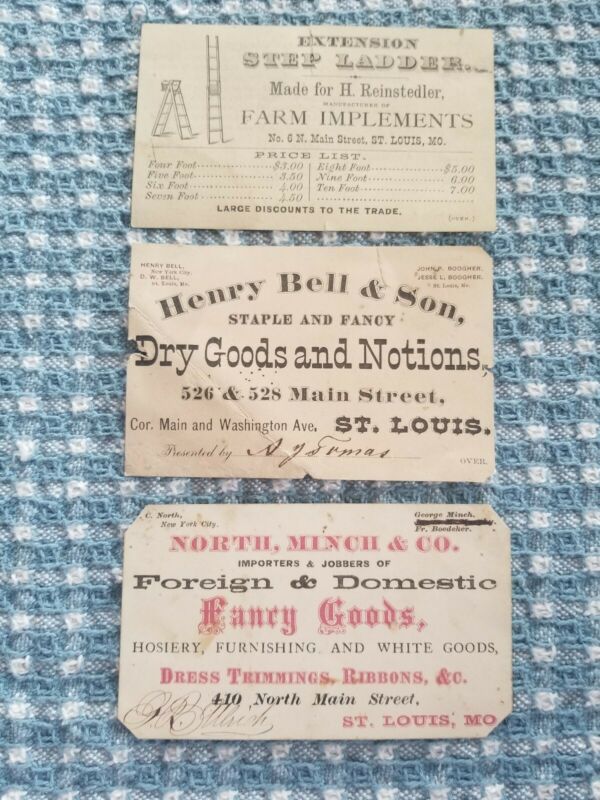 EXTENSION
STEP LADDER.
Made for H. Reinstedler,
MANUFACTURER OF
FARM IMPLEMENTS
No. 6 N. Main Street, ST. LOUIS, MO.
PRICE LIST.
Four Foot $3.00 Eight Foot $5.00
Five Foot 3.50 Nine Foot 6.00
Six Foot 4.00 Ten Foot 7.00
Seven Foot 4.50
LARGE DISCOUNTS TO THE TRADE.
(OVER.)
HENRY BELL,
New York City.
D. W. BELL,
St. Louis, Mo.
JOHN P. BOOGHER.
JESSE L. BOOGHER.
St. Louis, Mo.
Henry Bell & Son,
STAPLE AND FANCY
Dry Goods and Notions,
526 & 528 Main Street,
Cor. Main and Washington Ave. ST. LOUIS.
Presented by
OVER.
C. North,
New York City.
George Minch.
Fr. Boedeker.
NORTH, MINCH & CO.
IMPORTERS & JOBBERS OF
Foreign & Domestic
Fancy Goods,
HOSIERY, FURNISHING AND WHITE GOODS,
DRESS TRIMMINGS, RIBBONS, &C.
410 North Main Street,
ST. LOUIS, MO